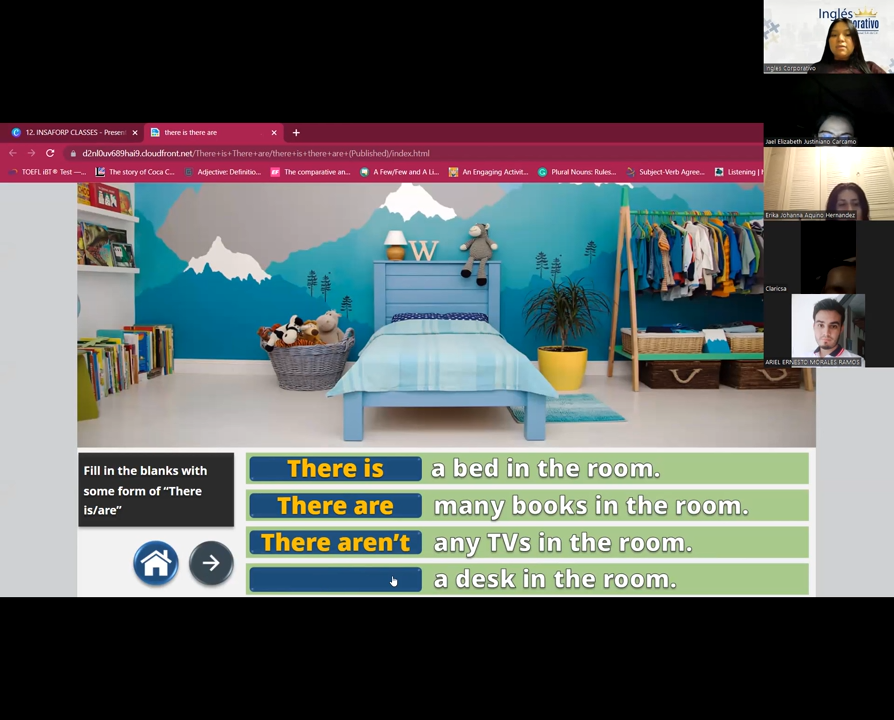 Inglés
Corporativo
Inglés Corporativo
12. INSAFORP CLASSES - Present
there is there are
d2nl0uv689hai9.cloudfront.net/There+is+There+are/there+is+there+are+(Published)/index.html
TOEFL iBT® Test —...
The story of Coca C...
Adjective: Definitio...
The comparative an...
A Few/Few and A Li...
An Engaging Activit...
Plural Nouns: Rules...
Subject-Verb Agree...
Listening |
Jael Elizabeth Justiniano Carcamo
Erika Johanna Aquino Hernandez
Claricsa
ARIEL ERNESTO MORALES RAMOS
W
Fill in the blanks with
some form of “There
is/are”
There is a bed in the room.
There are many books in the room.
There aren’t any TVs in the room.
a desk in the room.